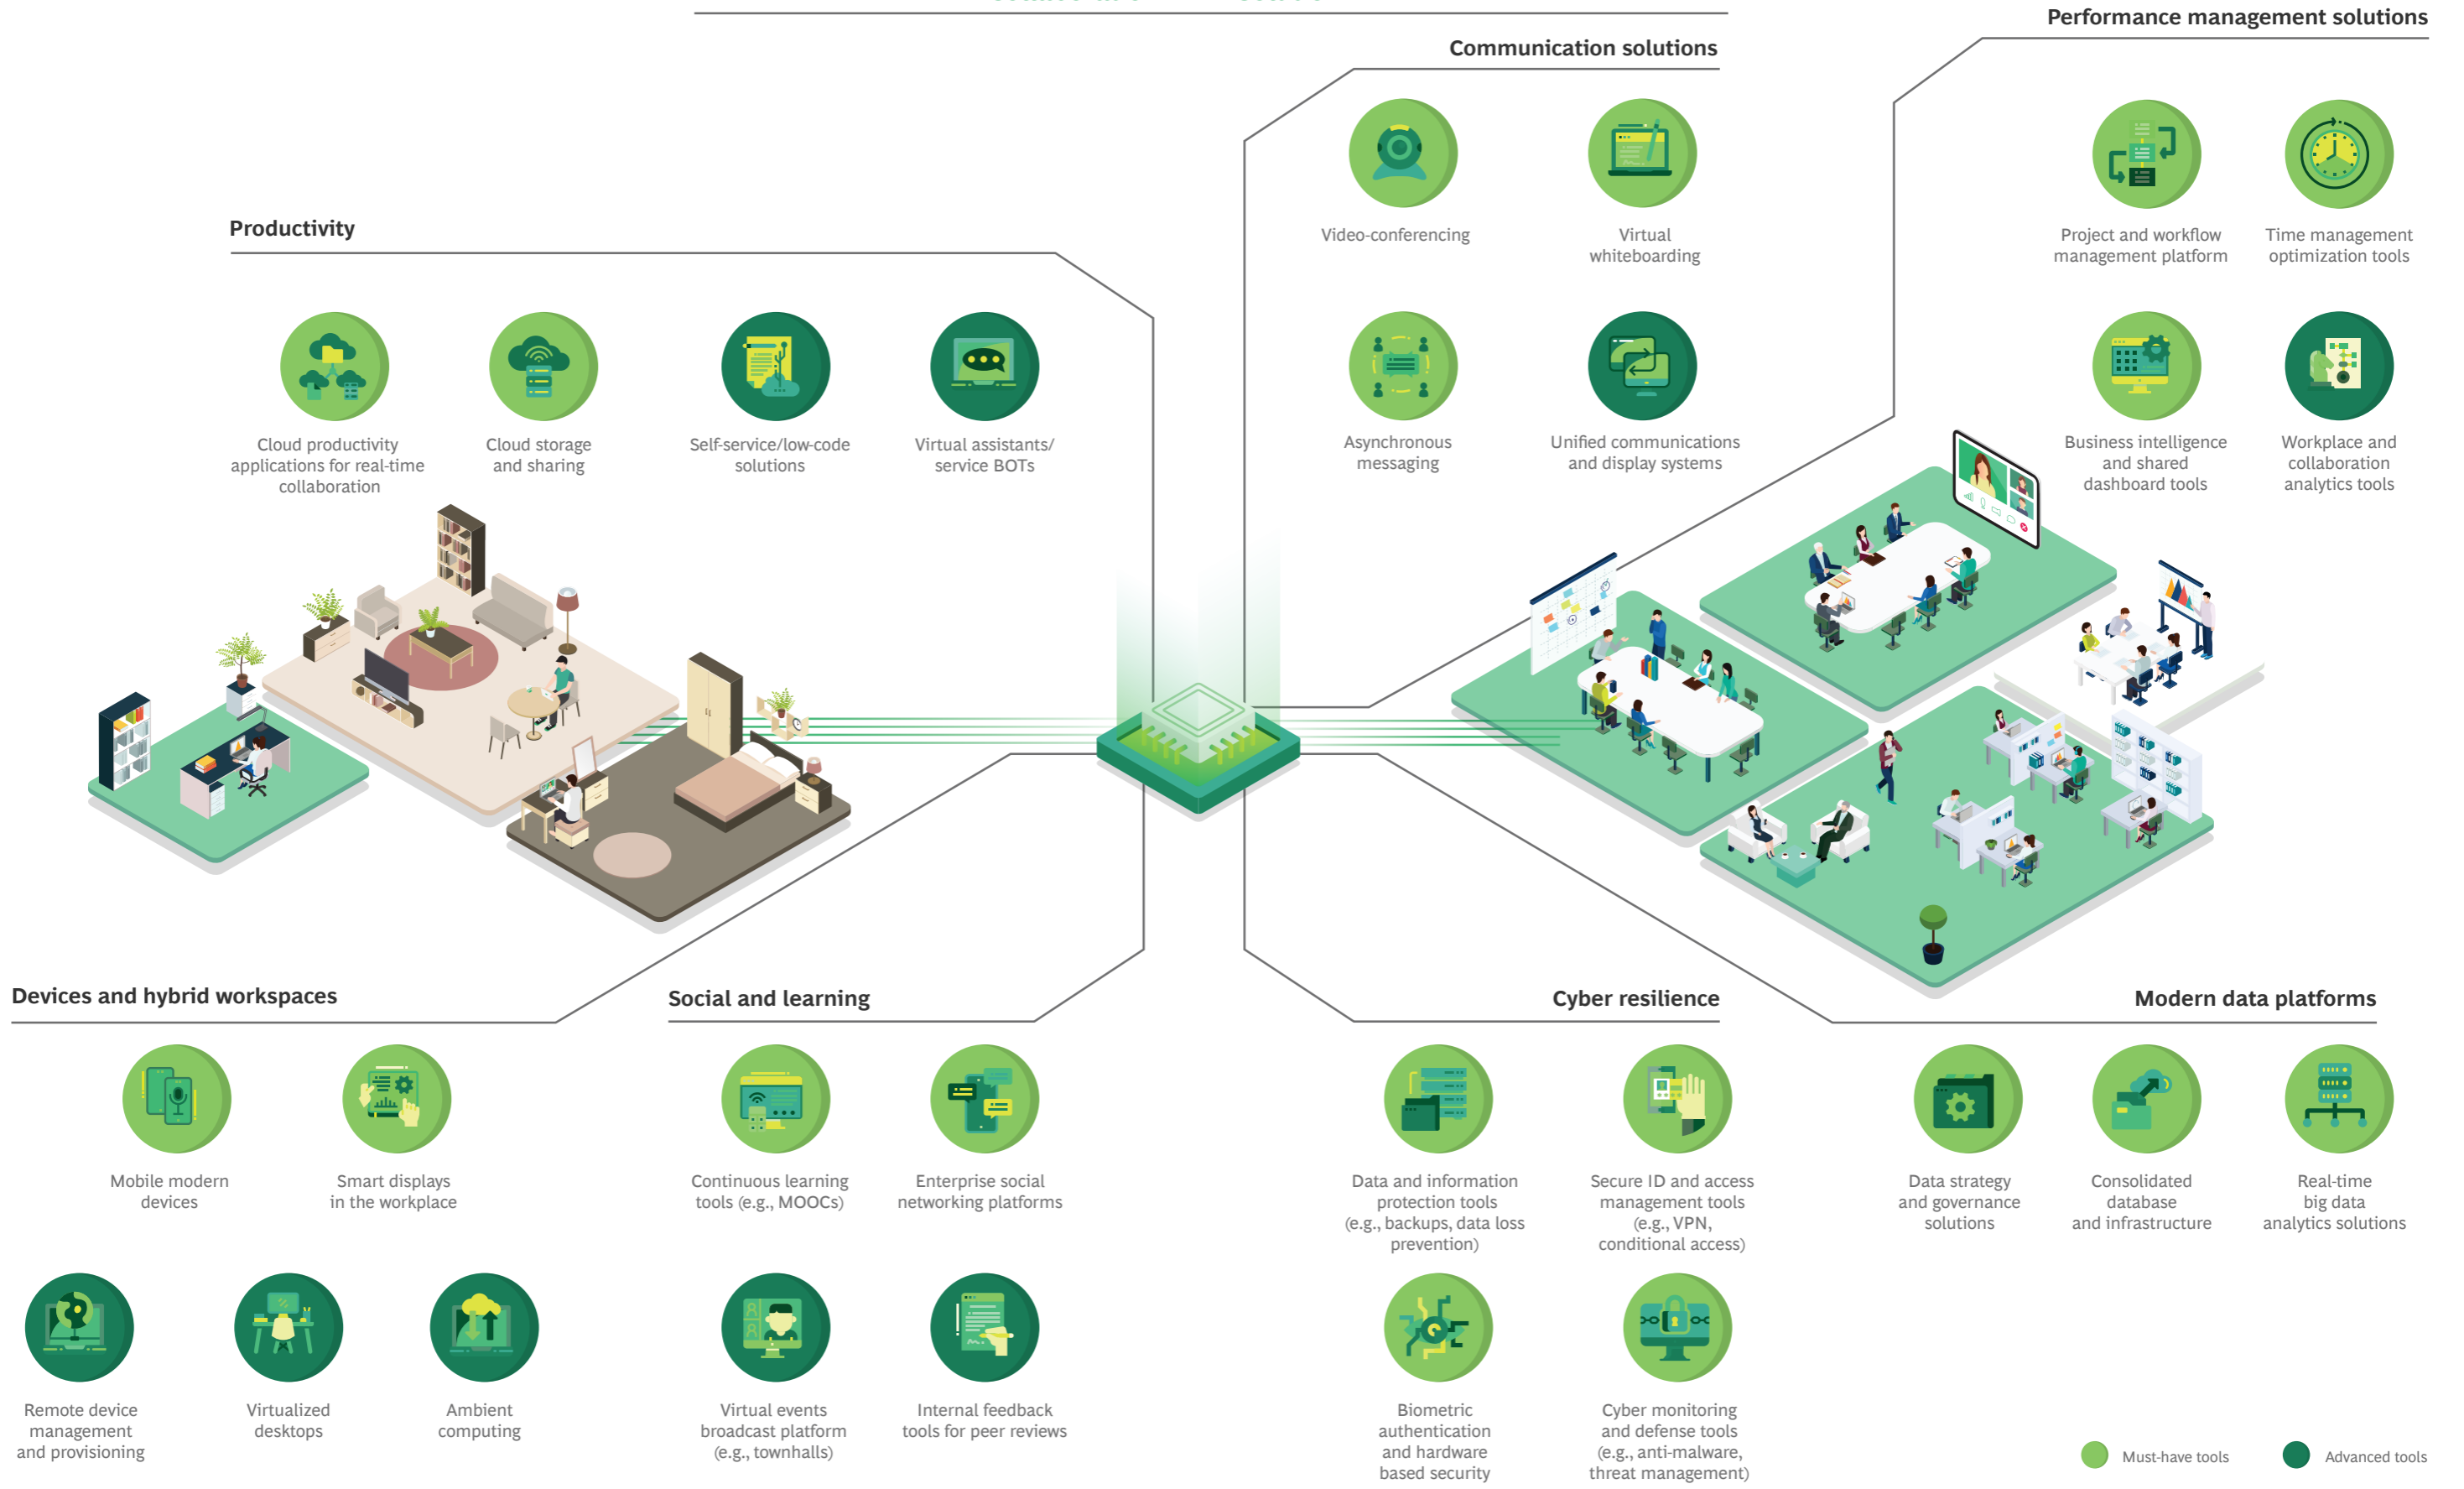 Performance management solutions
Communication solutions
Video-conferencing
Virtual
whiteboarding
Project and workflow
management platform
Time management
optimization tools
Productivity
Cloud productivity
applications for real-time
collaboration
Cloud storage
and sharing
Self-service/low-code
solutions
Virtual assistants/
service BOTs
Asynchronous
messaging
Unified communications
and display systems
Business intelligence
and shared
dashboard tools
Workplace and
collaboration
analytics tools
Devices and hybrid workspaces
Mobile modern
devices
Smart displays
in the workplace
Remote device
management
and provisioning
Virtualized
desktops
Ambient
computing
Social and learning
Continuous learning
tools (e.g., MOOCs)
Enterprise social
networking platforms
Virtual events
broadcast platform
(e.g., townhalls)
Internal feedback
tools for peer reviews
Cyber resilience
Data and information
protection tools
(e.g., backups, data loss
prevention)
Secure ID and access
management tools
(e.g., VPN,
conditional access)
Biometric
authentication
and hardware
based security
Cyber monitoring
and defense tools
(e.g., anti-malware,
threat management)
Modern data platforms
Data strategy
and governance
solutions
Consolidated
database
and infrastructure
Real-time
big data
analytics solutions
Must-have tools
Advanced tools